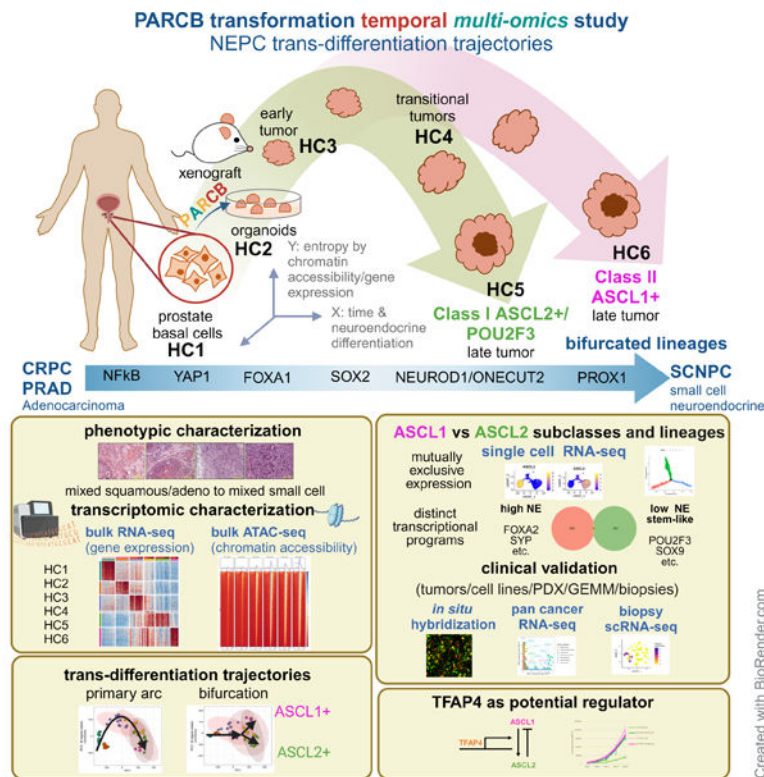 PARCB transformation temporal multi-omics study
NEPC trans-differentiation trajectories
early
tumor
HC3
transitional
tumors
HC4
xenograft
PARCB
organoids
HC2
HC6
Class II
ASCL1+
late tumor
HC5
Class I ASCL2+/
POU2F3
late tumor
Y: entropy by
chromatin
accessibility/gene
expression
X: time &
neuroendocrine
differentiation
prostate
basal cells
HC1
bifurcated lineages
CRPC
PRAD
Adenocarcinoma
NFkB YAP1 FOXA1 SOX2 NEUROD1/ONECUT2 PROX1
SCNPC
small cell
neuroendocrine
phenotypic characterization
mixed squamous/adeno to mixed small cell
transcriptomic characterization
bulk RNA-seq
(gene expression)
bulk ATAC-seq
(chromatin accessibility)
HC1
HC2
HC3
HC4
HC5
HC6
trans-differentiation trajectories
primary arc
bifurcation
ASCL1+
ASCL2+
ASCL1 vs ASCL2 subclasses and lineages
mutually
exclusive
expression
single cell RNA-seq
distinct
transcriptional
programs
high NE
FOXA2
SYP
etc.
low NE
stem-like
POU2F3
SOX9
etc.
clinical validation
(tumors/cell lines/PDX/GEMM/biopsies)
in situ
hybridization
pan cancer
RNA-seq
biopsy
scRNA-seq
TFAP4 as potential regulator
ASCL1
TFAP4
ASCL2
Created with BioRender.com